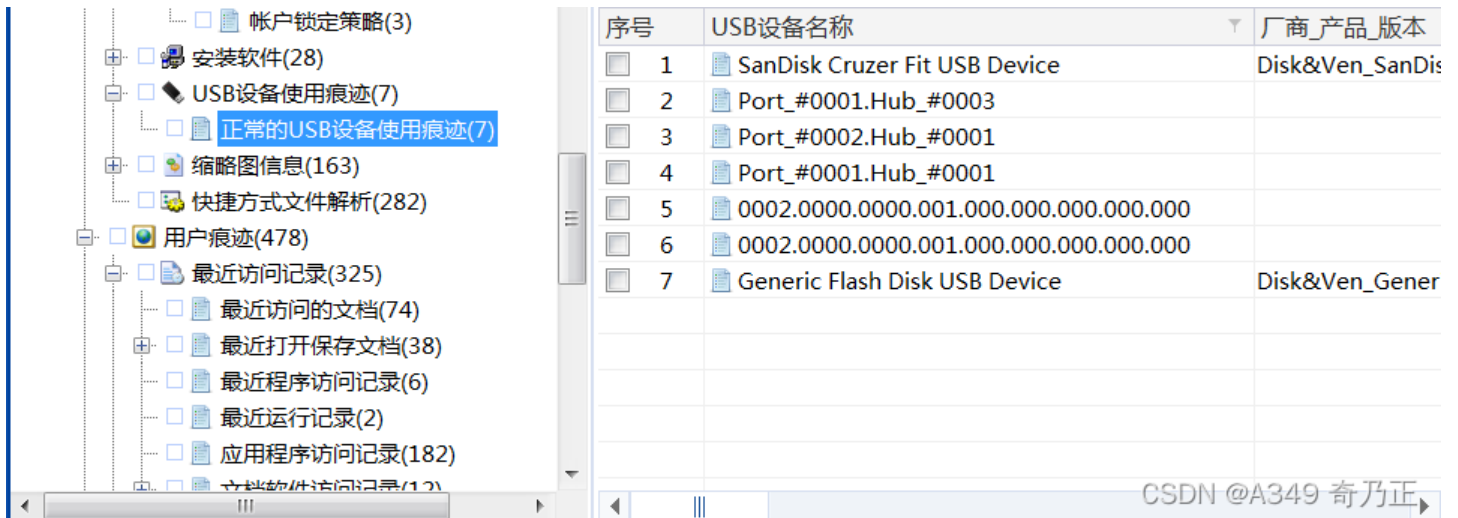 帐户锁定策略(3)
安装软件(28)
USB设备使用痕迹(7)
正常的USB设备使用痕迹(7)
缩略图信息(163)
快捷方式文件解析(282)
用户痕迹(478)
最近访问记录(325)
最近访问的文档(74)
最近打开保存文档(38)
最近程序访问记录(6)
最近运行记录(2)
应用程序访问记录(182)
文档软件访问记录(12)
序号 USB设备名称 厂商_产品_版本
1 SanDisk Cruzer Fit USB Device Disk&Ven_SanDis
2 Port_#0001.Hub_#0003
3 Port_#0002.Hub_#0001
4 Port_#0001.Hub_#0001
5 0002.0000.0000.001.000.000.000.000.000
6 0002.0000.0000.001.000.000.000.000.000
7 Generic Flash Disk USB Device Disk&Ven_Gener
CSDN @A349 奇乃正